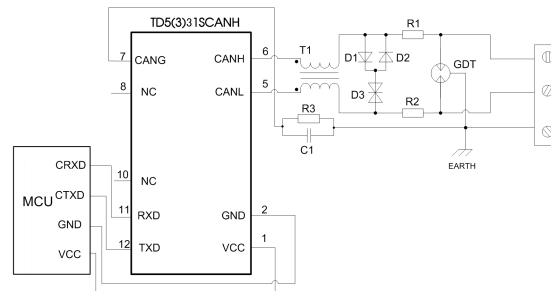 TD5(3)31SCANH
7 CANG CANH 6 T1
8 NC CANL 5
D1 D2 R1 GDT
D3 R2
R3
C1
EARTH
10 NC
MCU
CRXD
CTXD
GND
VCC
11 RXD GND 2
12 TXD VCC 1